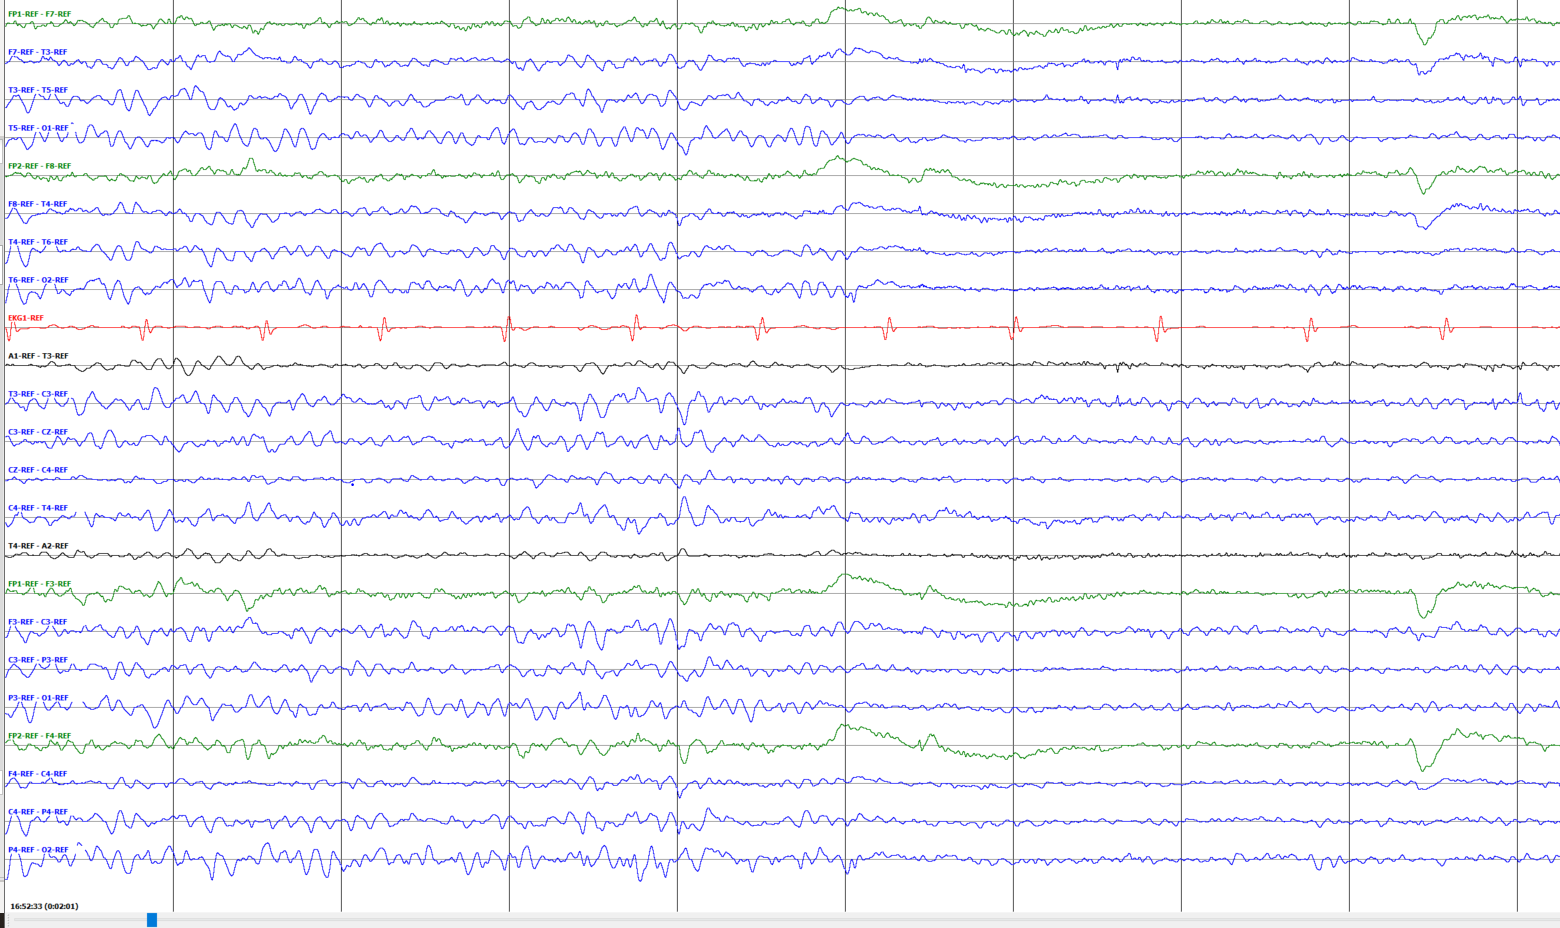 FP1-REF - F7-REF
F7-REF - T3-REF
T3-REF - T5-REF
T5-REF - O1-REF
FP2-REF - F8-REF
F8-REF - T4-REF
T4-REF - T6-REF
T6-REF - O2-REF
EKG1-REF
A1-REF - T3-REF
T3-REF - C3-REF
C3-REF - CZ-REF
CZ-REF - C4-REF
C4-REF - T4-REF
T4-REF - A2-REF
FP1-REF - F3-REF
F3-REF - C3-REF
C3-REF - P3-REF
P3-REF - O1-REF
FP2-REF - F4-REF
F4-REF - C4-REF
C4-REF - P4-REF
P4-REF - O2-REF
16:52:33 (0:02:01)